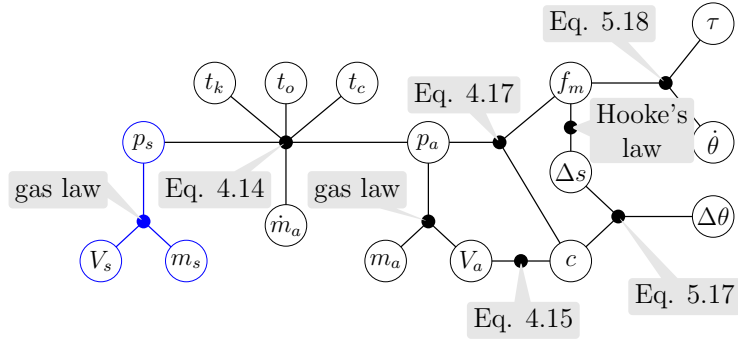 Eq. 5.18
τ
t_k
t_o
t_c
f_m
Eq. 4.17
Hooke's
law
p_s
p_a
θ̇
Δs
gas law
Eq. 4.14
gas law
ṁ_a
Δθ
V_s
m_s
m_a
V_a
c
Eq. 5.17
Eq. 4.15